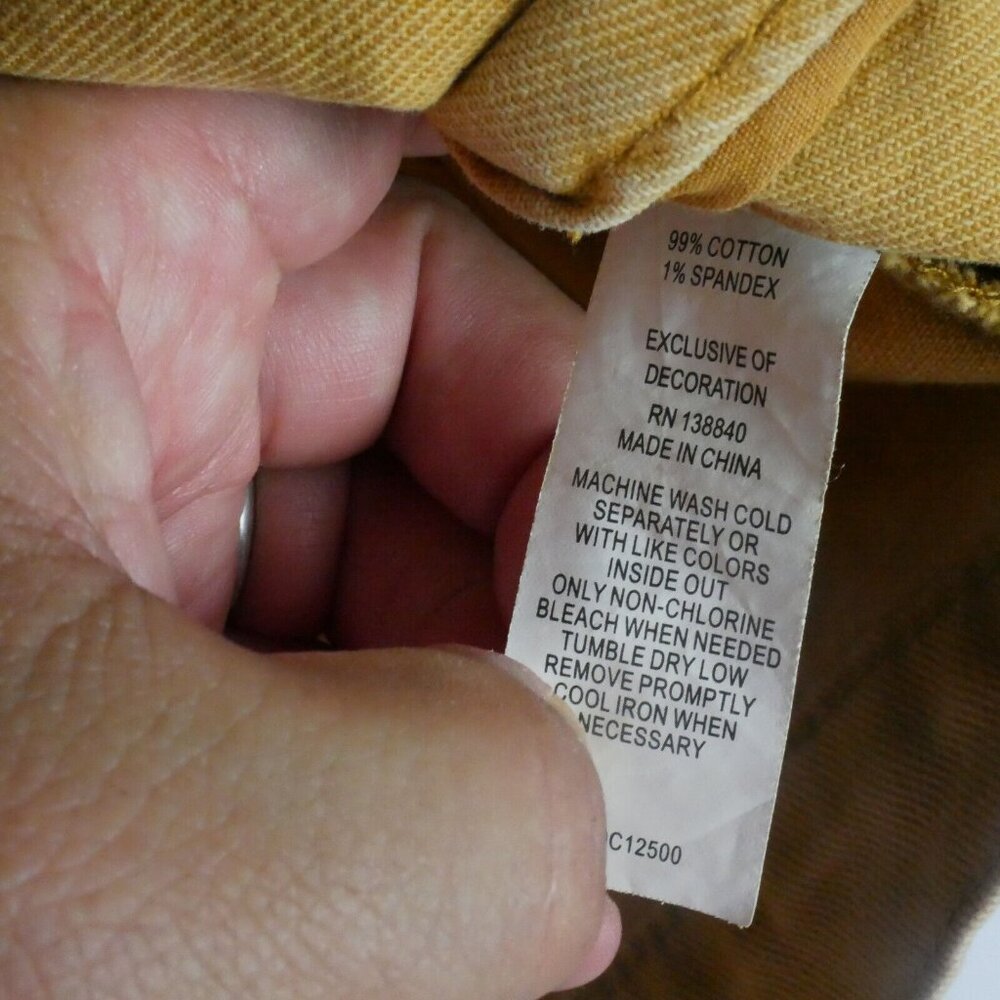 99% COTTON
1% SPANDEX
EXCLUSIVE OF
DECORATION
RN 138840
MADE IN CHINA
MACHINE WASH COLD
SEPARATELY OR
WITH LIKE COLORS
INSIDE OUT
ONLY NON-CHLORINE
BLEACH WHEN NEEDED
TUMBLE DRY LOW
REMOVE PROMPTLY
COOL IRON WHEN
NECESSARY
C12500